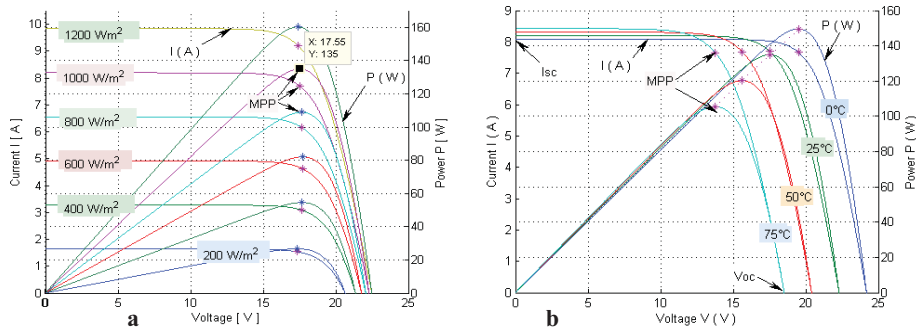 10
9
8
7
6
5
4
3
2
1
0
Current I [ A ]
1200 W/m²
1000 W/m²
800 W/m²
600 W/m²
400 W/m²
200 W/m²
I ( A )
X: 17.55
Y: 135
P ( W )
MPP
160
140
120
100
80
60
40
20
0
Power P [ W ]
0
5
10
15
20
25
Voltage [ V ]
a
9
8
7
6
5
4
3
2
1
0
Current I ( A )
Isc
I ( A )
MPP
P ( W )
0°C
25°C
50°C
75°C
Voc
160
140
120
100
80
60
40
20
0
Power P ( W )
0
5
10
15
20
25
Voltage V ( V )
b